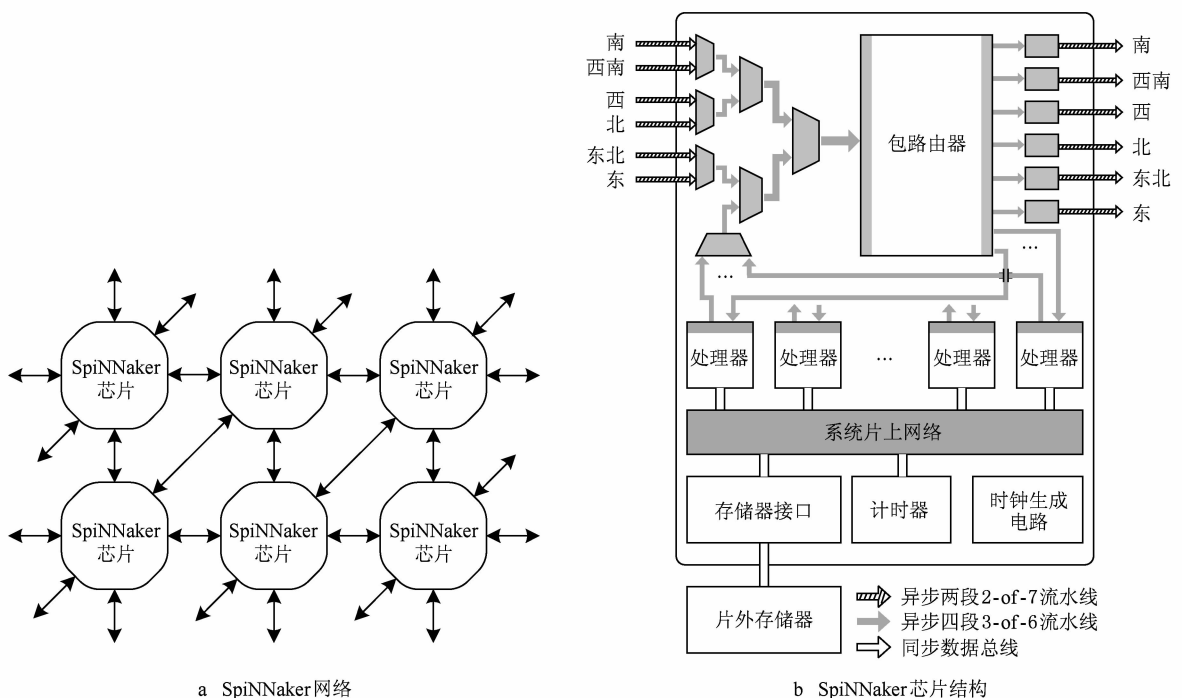 SpiNNaker
芯片
SpiNNaker
芯片
SpiNNaker
芯片
SpiNNaker
芯片
SpiNNaker
芯片
SpiNNaker
芯片
a SpiNNaker网络
南
西南
西
北
东北
东
包路由器
南
西南
西
北
东北
东
...
...
处理器
处理器
...
处理器
处理器
系统片上网络
存储器接口
计时器
时钟生成
电路
片外存储器
异步两段2-of-7流水线
异步四段3-of-6流水线
同步数据总线
b SpiNNaker芯片结构